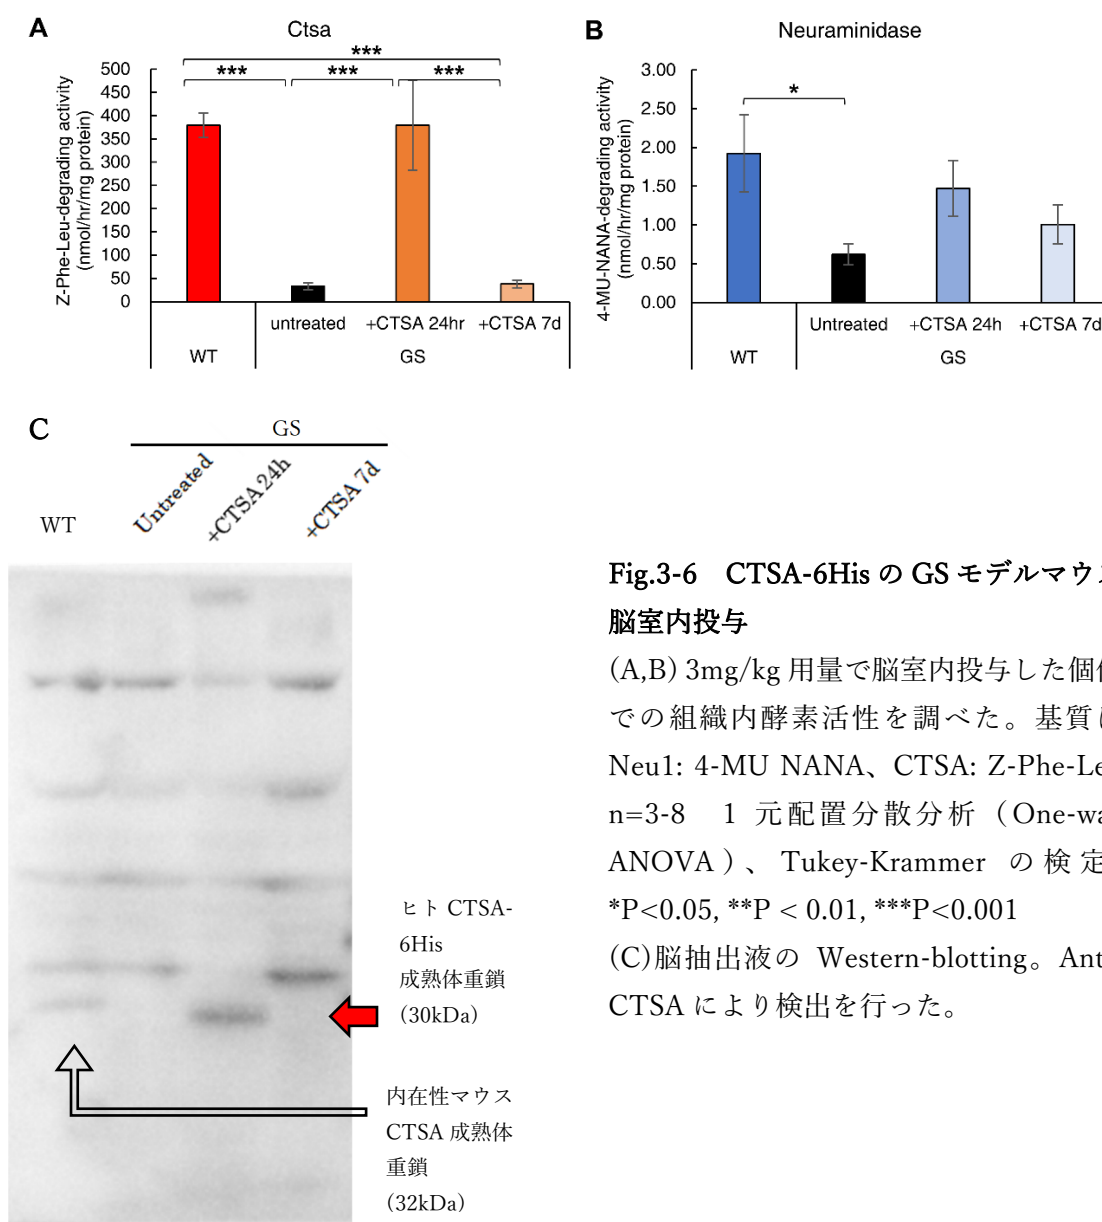 A
Ctsa
***
***
***
***
Z-Phe-Leu-degrading activity
(nmol/hr/mg protein)
500
450
400
350
300
250
200
150
100
50
0
untreated
+CTSA 24hr
+CTSA 7d
WT
GS
B
Neuraminidase
*
4-MU-NANA-degrading activity
(nmol/hr/mg protein)
3.00
2.50
2.00
1.50
1.00
0.50
0.00
Untreated
+CTSA 24h
+CTSA 7d
WT
GS
C
GS
WT
Untreated
+CTSA 24h
+CTSA 7d
ヒト CTSA-
6His
成熟体重鎖
(30kDa)
内在性マウス
CTSA 成熟体
重鎖
(32kDa)
Fig.3-6 CTSA-6His の GS モデルマウス
脳室内投与
(A,B) 3mg/kg 用量で脳室内投与した個体
での組織内酵素活性を調べた。基質は
Neu1: 4-MU NANA、CTSA: Z-Phe-Le
n=3-8 1 元配置分散分析（One-wa
ANOVA）、Tukey-Krammer の検定
*P<0.05, **P < 0.01, ***P<0.001
(C)脳抽出液の Western-blotting。Ant
CTSA により検出を行った。